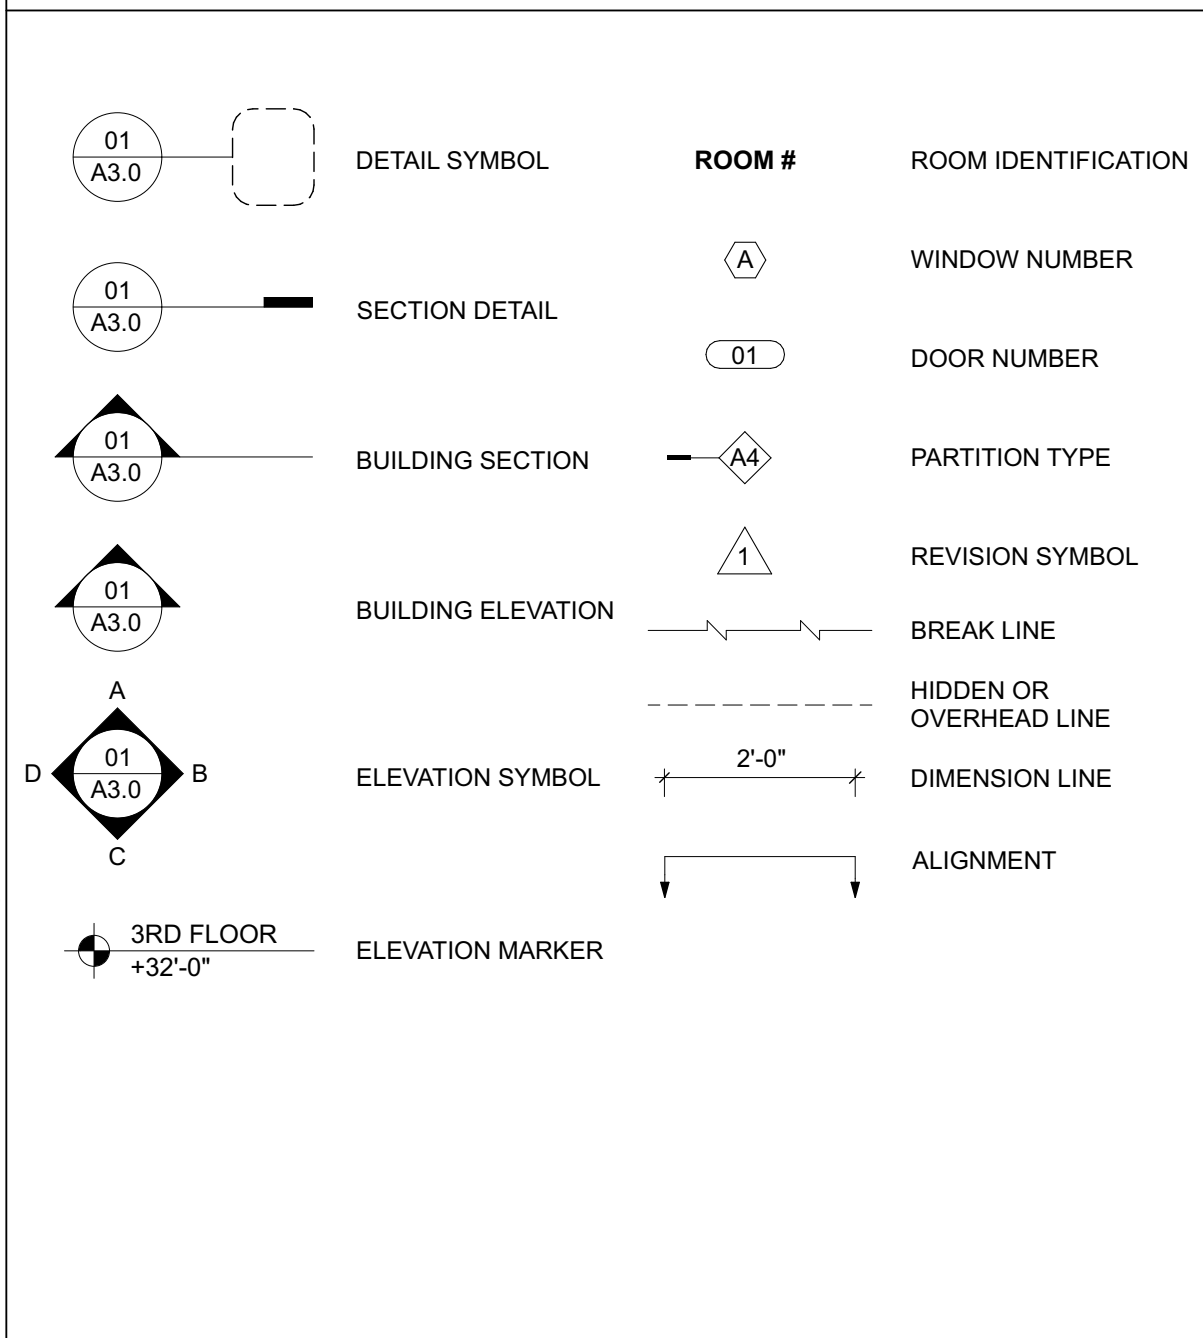 01
A3.0
DETAIL SYMBOL
01
A3.0
SECTION DETAIL
01
A3.0
BUILDING SECTION
01
A3.0
BUILDING ELEVATION
A
D
01
A3.0
B
C
ELEVATION SYMBOL
3RD FLOOR
+32'-0"
ELEVATION MARKER
ROOM #
ROOM IDENTIFICATION
A
WINDOW NUMBER
01
DOOR NUMBER
A4
PARTITION TYPE
1
REVISION SYMBOL
BREAK LINE
HIDDEN OR
OVERHEAD LINE
2'-0"
DIMENSION LINE
ALIGNMENT